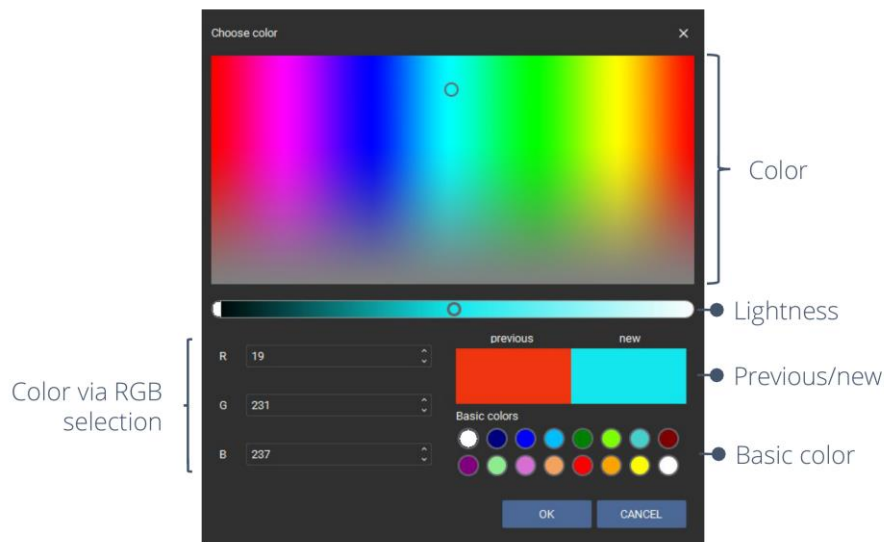 Choose color
Color
Lightness
previous new
R 19
Previous/new
Color via RGB
selection
G 231
Basic colors
B 237
Basic color
OK CANCEL